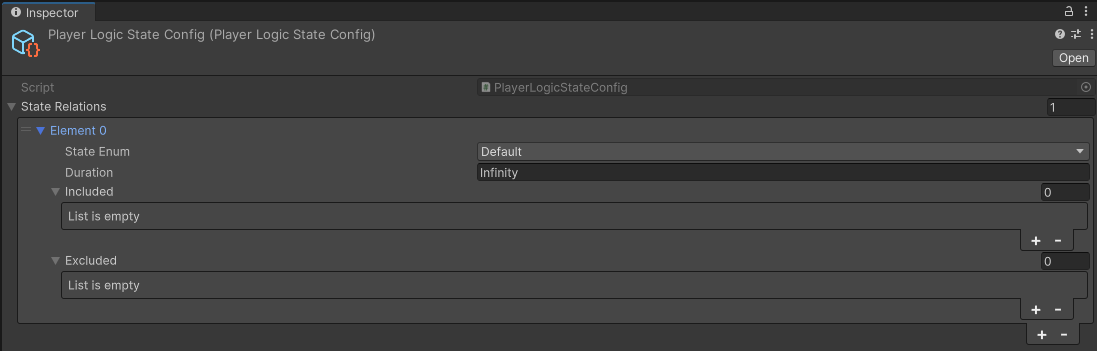 Inspector
Player Logic State Config (Player Logic State Config)
Open
Script PlayerLogicStateConfig
State Relations 1
Element 0
State Enum Default
Duration Infinity
Included 0
List is empty
+ -
Excluded 0
List is empty
+ -
+ -